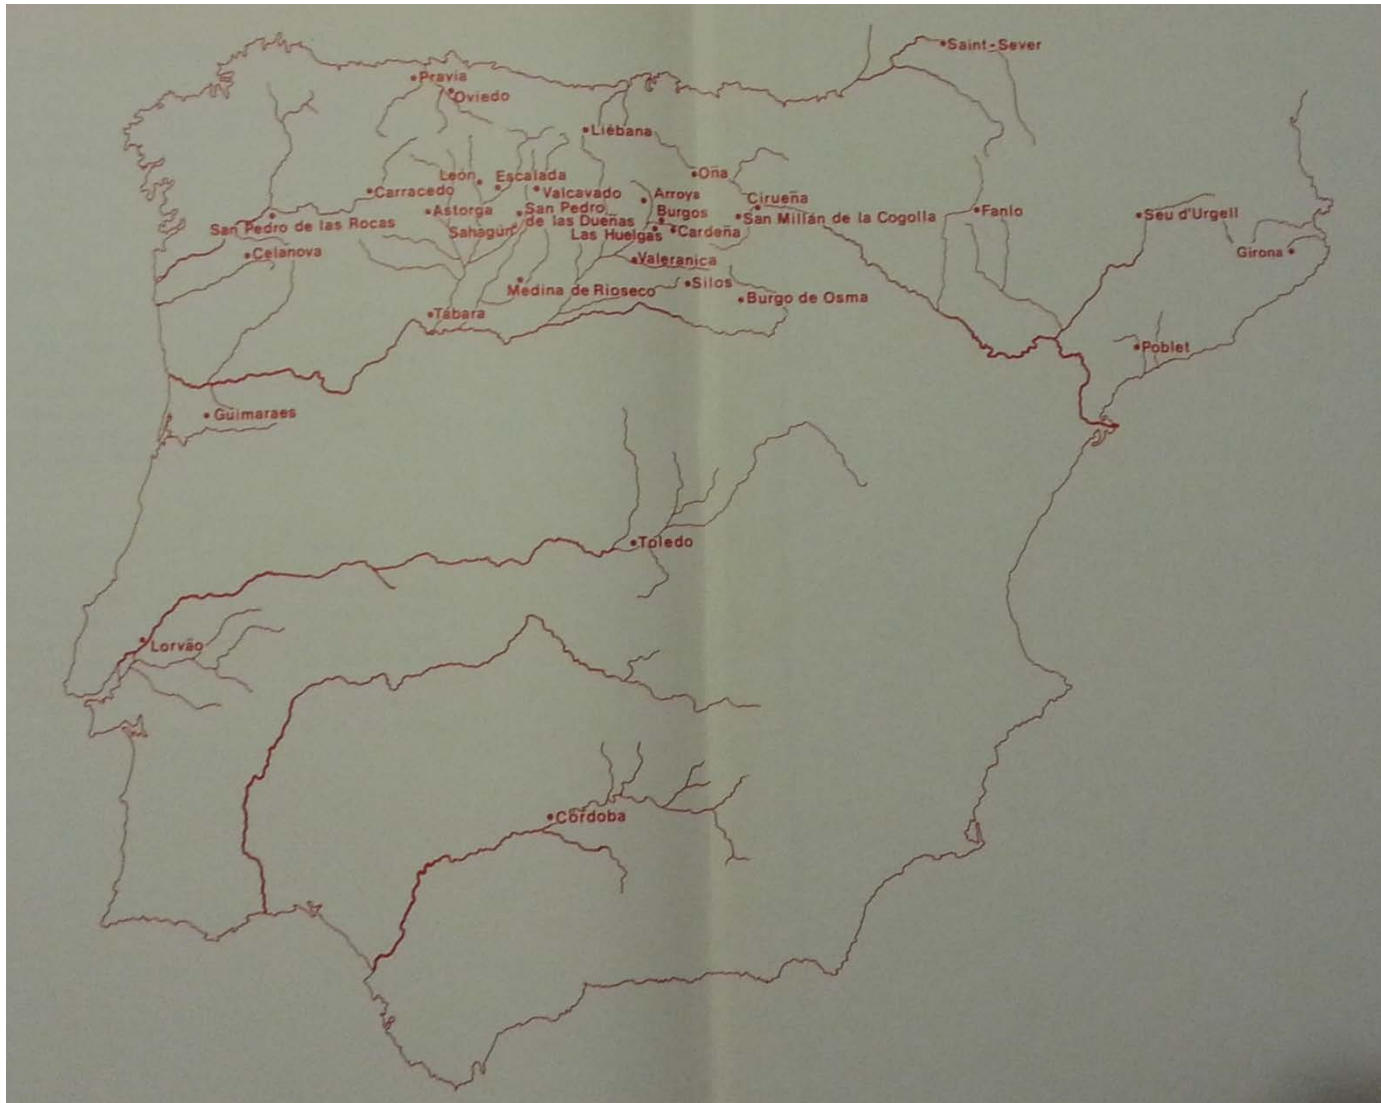 Saint-Sever
Pravia
Oviedo
Liébana
Oña
León
Escalada
Carracedo
Valcavado
Arroya
Cirueña
Astorga
San Pedro
de las Dueñas
Burgos
San Millán de la Cogolla
Fanlo
Seu d'Urgell
San Pedro de las Rocas
Sahagún
Las Huelgas
Cardeña
Celanova
Girona
Valeranica
Medina de Rioseco
Silos
Burgo de Osma
Tábara
Poblet
Guimaraes
Toledo
Lorvão
Córdoba